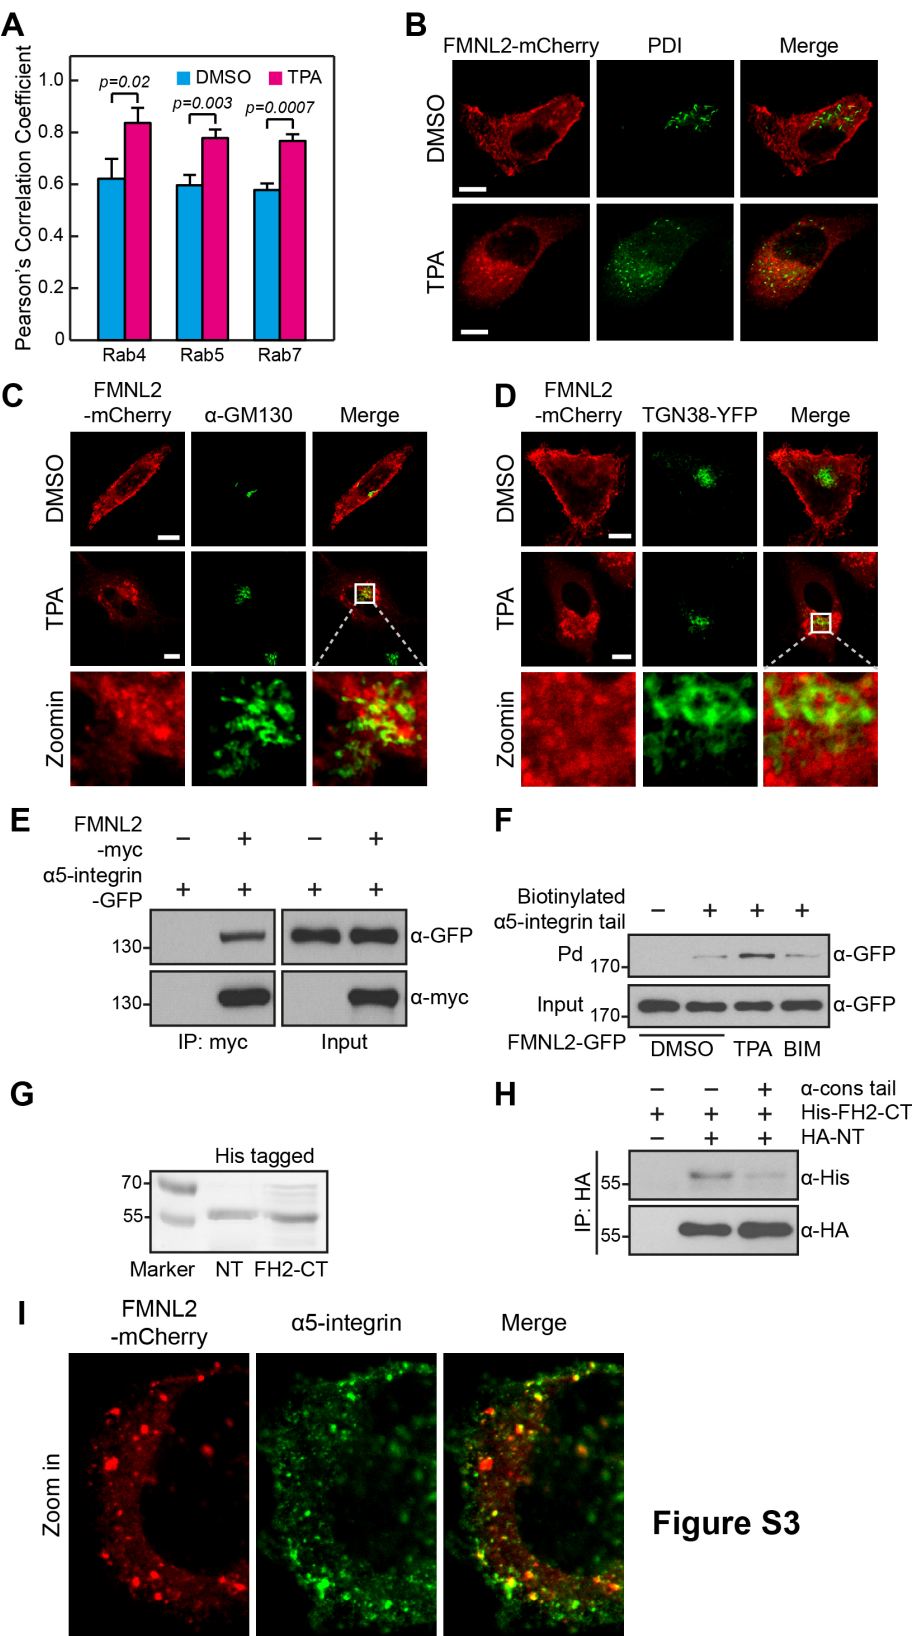 A
Pearson's Correlation Coefficient
1.0
0.8
0.6
0.4
0.2
0
DMSO TPA
p=0.02
p=0.003
p=0.0007
Rab4 Rab5 Rab7
B
FMNL2-mCherry PDI Merge
DMSO
TPA
C
FMNL2
-mCherry α-GM130 Merge
DMSO
TPA
Zoomin
D
FMNL2
-mCherry TGN38-YFP Merge
DMSO
TPA
Zoomin
E
FMNL2
-myc – + – +
α5-integrin
-GFP + + + +
130 α-GFP
130 α-myc
IP: myc Input
F
Biotinylated
α5-integrin tail – + + +
Pd 170 α-GFP
Input 170 α-GFP
FMNL2-GFP DMSO TPA BIM
G
His tagged
70
55
Marker NT FH2-CT
H
– – + α-cons tail
+ + + His-FH2-CT
– + + HA-NT
IP: HA
55 α-His
55 α-HA
I
FMNL2
-mCherry α5-integrin Merge
Zoom in
Figure S3